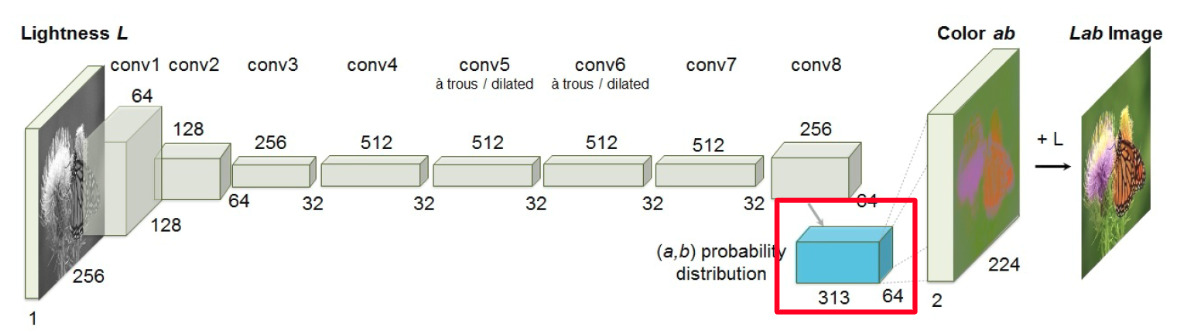 Lightness L
Color ab
Lab Image
conv1
conv2
conv3
conv4
conv5
à trous / dilated
conv6
à trous / dilated
conv7
conv8
64
128
256
512
512
512
512
256
64
32
32
32
32
32
64
128
256
1
+ L
(a,b) probability
distribution
313
64
2
224